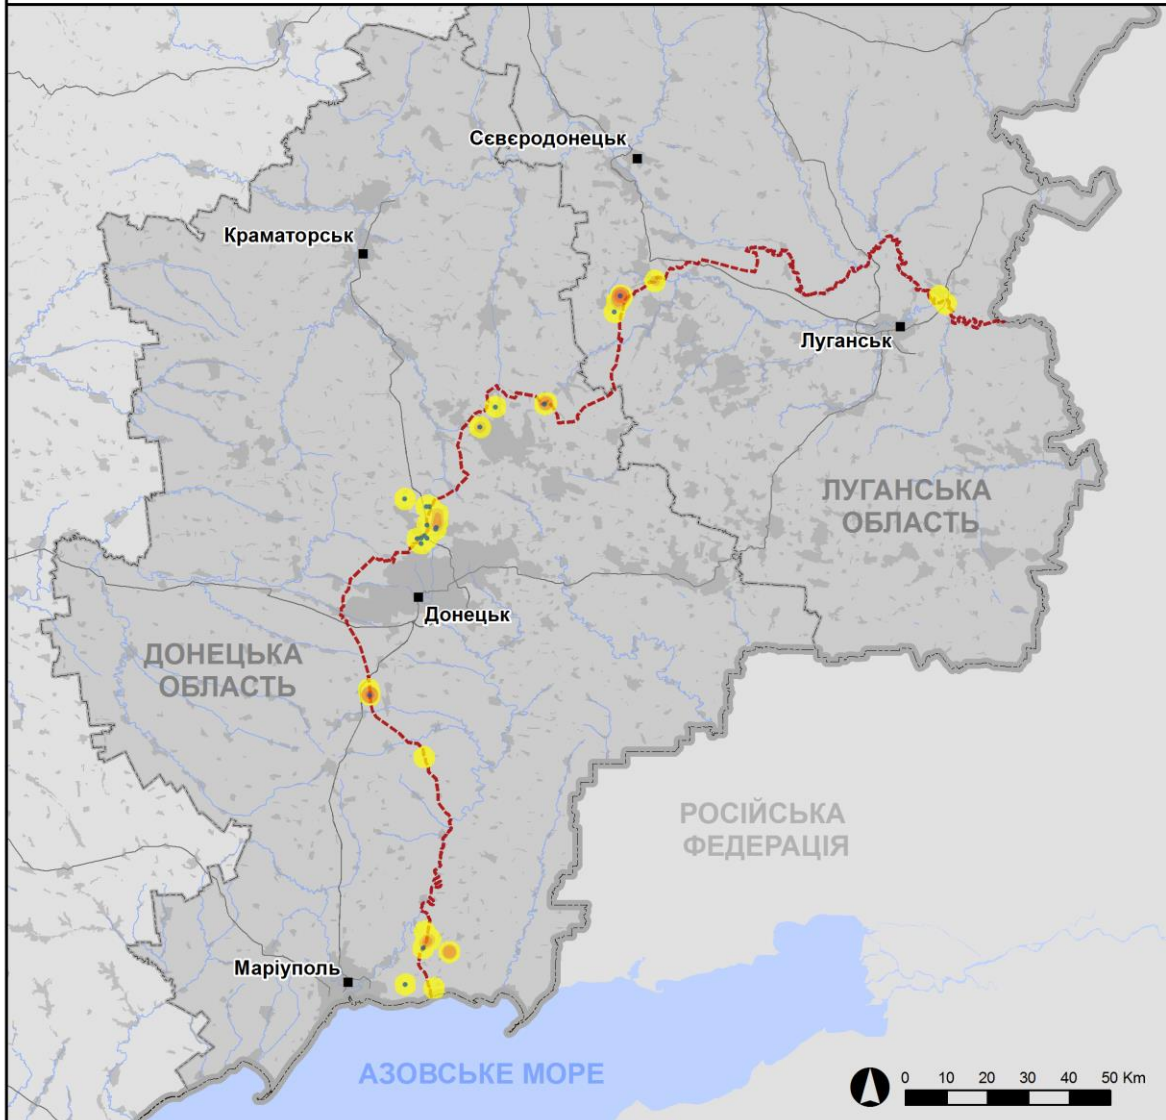 Сєвєродонецьк
Краматорськ
Луганськ
ЛУГАНСЬКА
ОБЛАСТЬ
Донецьк
ДОНЕЦЬКА
ОБЛАСТЬ
РОСІЙСЬКА
ФЕДЕРАЦІЯ
Маріуполь
АЗОВСЬКЕ МОРЕ
0 10 20 30 40 50 Km